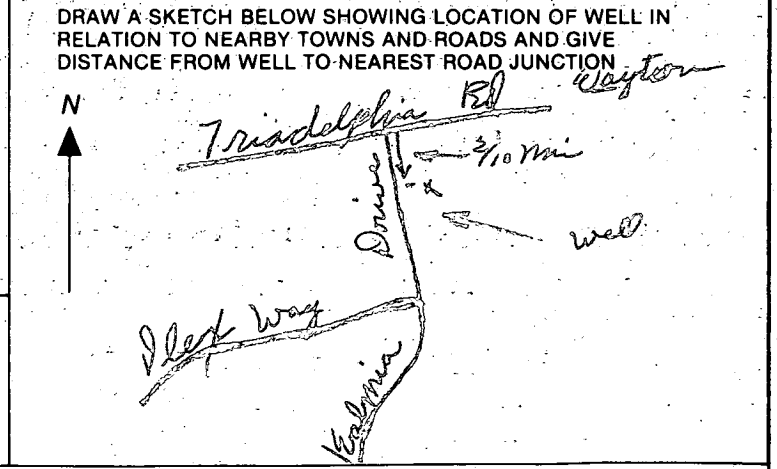 DRAW A SKETCH BELOW SHOWING LOCATION OF WELL IN
RELATION TO NEARBY TOWNS AND ROADS AND GIVE
DISTANCE FROM WELL TO NEAREST ROAD JUNCTION
Dayton
N
Triadelphia Rd
3/10 mi
Drive
x
well
Ilex Way
Kalmia